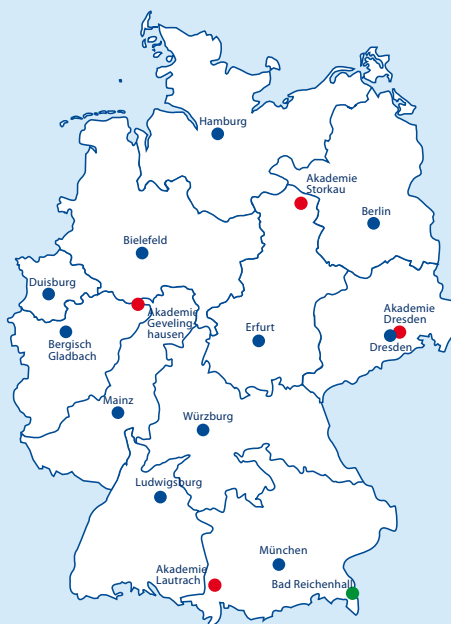 Hamburg
Akademie
Storkau
Berlin
Bielefeld
Duisburg
Akademie
Geveling-
hausen
Akademie
Dresden
Dresden
Erfurt
Bergisch
Gladbach
Mainz
Würzburg
Ludwigsburg
München
Akademie
Lautrach
Bad Reichenhall